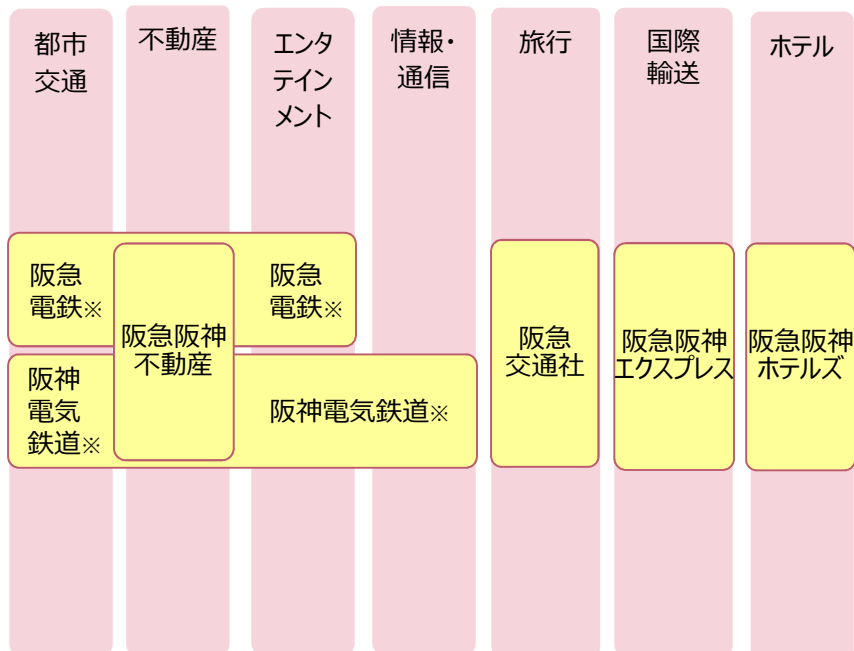 都市
交通
不動産
エンタ
テイン
メント
情報・
通信
旅行
国際
輸送
ホテル
阪急
電鉄※
阪急阪神
不動産
阪急
電鉄※
阪神
電気
鉄道※
阪神電気鉄道※
阪急
交通社
阪急阪神
エクスプレス
阪急阪神
ホテルズ